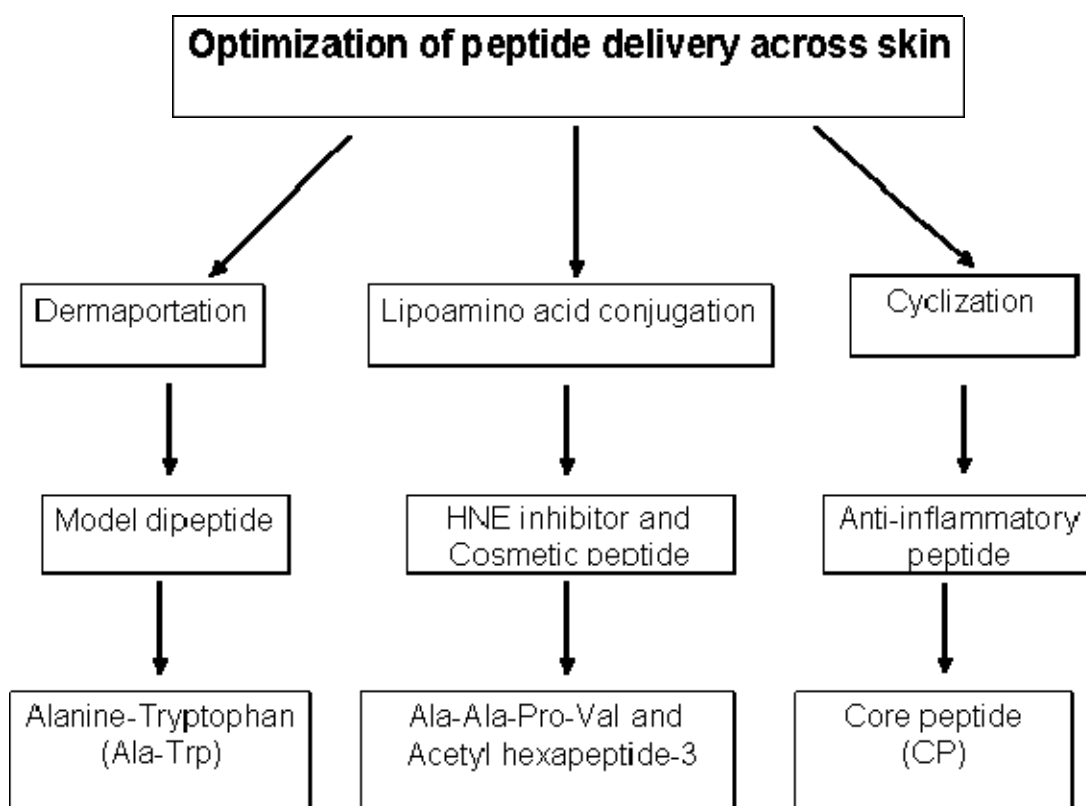 Optimization of peptide delivery across skin
Dermaportation
Lipoamino acid conjugation
Cyclization
Model dipeptide
HNE inhibitor and
Cosmetic peptide
Anti-inflammatory
peptide
Alanine-Tryptophan
(Ala-Trp)
Ala-Ala-Pro-Val and
Acetyl hexapeptide-3
Core peptide
(CP)